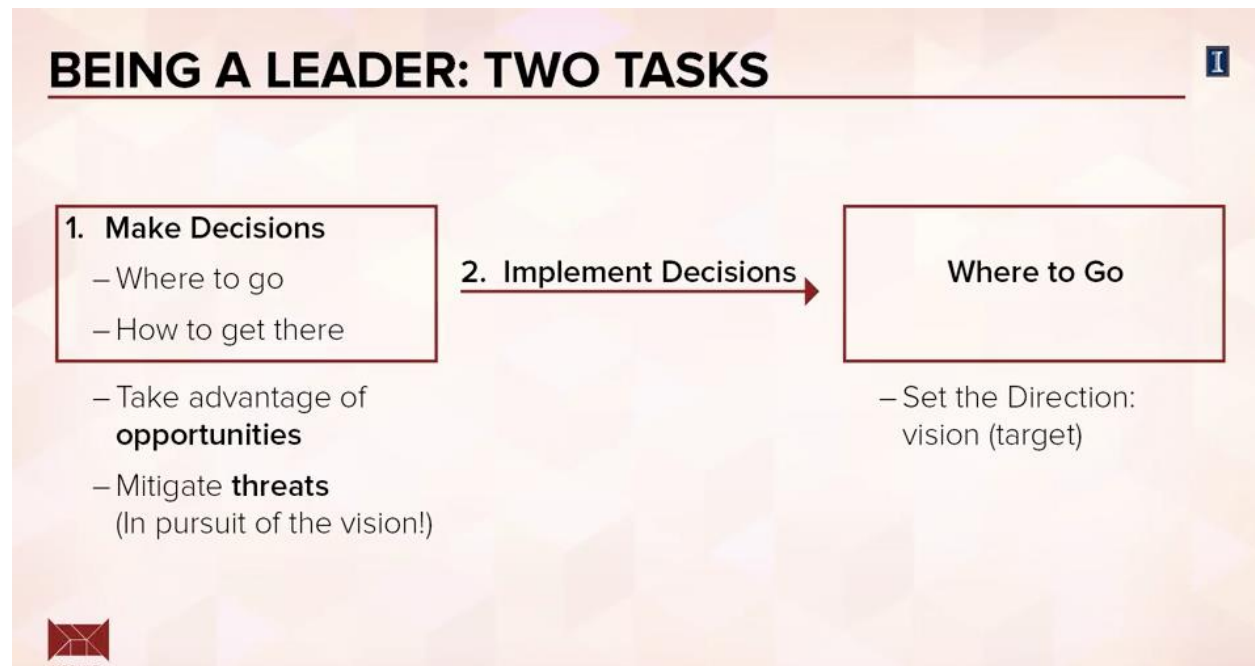 BEING A LEADER: TWO TASKS
I
1. Make Decisions
– Where to go
– How to get there
– Take advantage of
opportunities
– Mitigate threats
(In pursuit of the vision!)
2. Implement Decisions
Where to Go
– Set the Direction:
vision (target)